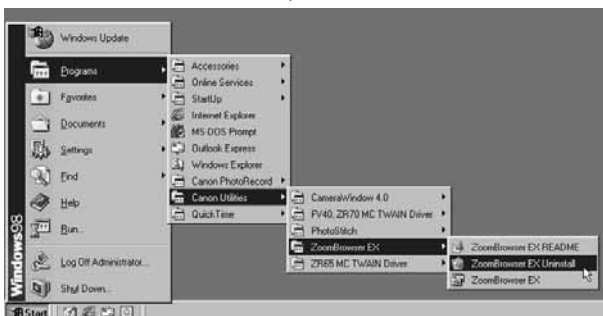 Windows Update
Programs
Favorites
Documents
Settings
Find
Help
Run...
Log Off Administrator...
Shut Down...
Windows98
Start
Accessories
Online Services
StartUp
Internet Explorer
MS-DOS Prompt
Outlook Express
Windows Explorer
Canon PhotoRecord
Canon Utilities
QuickTime
CameraWindow 4.0
FV40, ZR70 MC TWAIN Driver
PhotoStitch
ZoomBrowser EX
ZR65 MC TWAIN Driver
ZoomBrowser EX README
ZoomBrowser EX Uninstall
ZoomBrowser EX